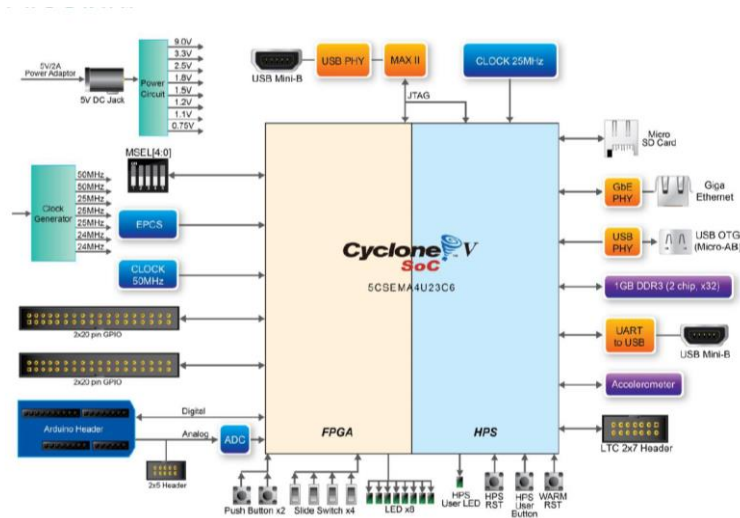 5V/2A
Power Adaptor
5V DC Jack
Power
Circuit
9.0V
3.3V
2.5V
1.8V
1.5V
1.2V
1.1V
0.75V
USB Mini-B
USB PHY
MAX II
JTAG
CLOCK 25MHz
MSEL[4:0]
Clock
Generator
50MHz
50MHz
25MHz
25MHz
25MHz
24MHz
24MHz
EPCS
CLOCK
50MHz
2x20 pin GPIO
2x20 pin GPIO
Arduino Header
Digital
Analog
ADC
2x5 Header
Cyclone V
SoC
5CSEMA4U23C6
FPGA
HPS
Micro
SD Card
GbE
PHY
Giga
Ethernet
USB
PHY
USB OTG
(Micro-AB)
1GB DDR3 (2 chip, x32)
UART
to USB
USB Mini-B
Accelerometer
LTC 2x7 Header
Push Button x2
Slide Switch x4
LED x8
HPS
User LED
HPS
RST
HPS
User
Button
WARM
RST